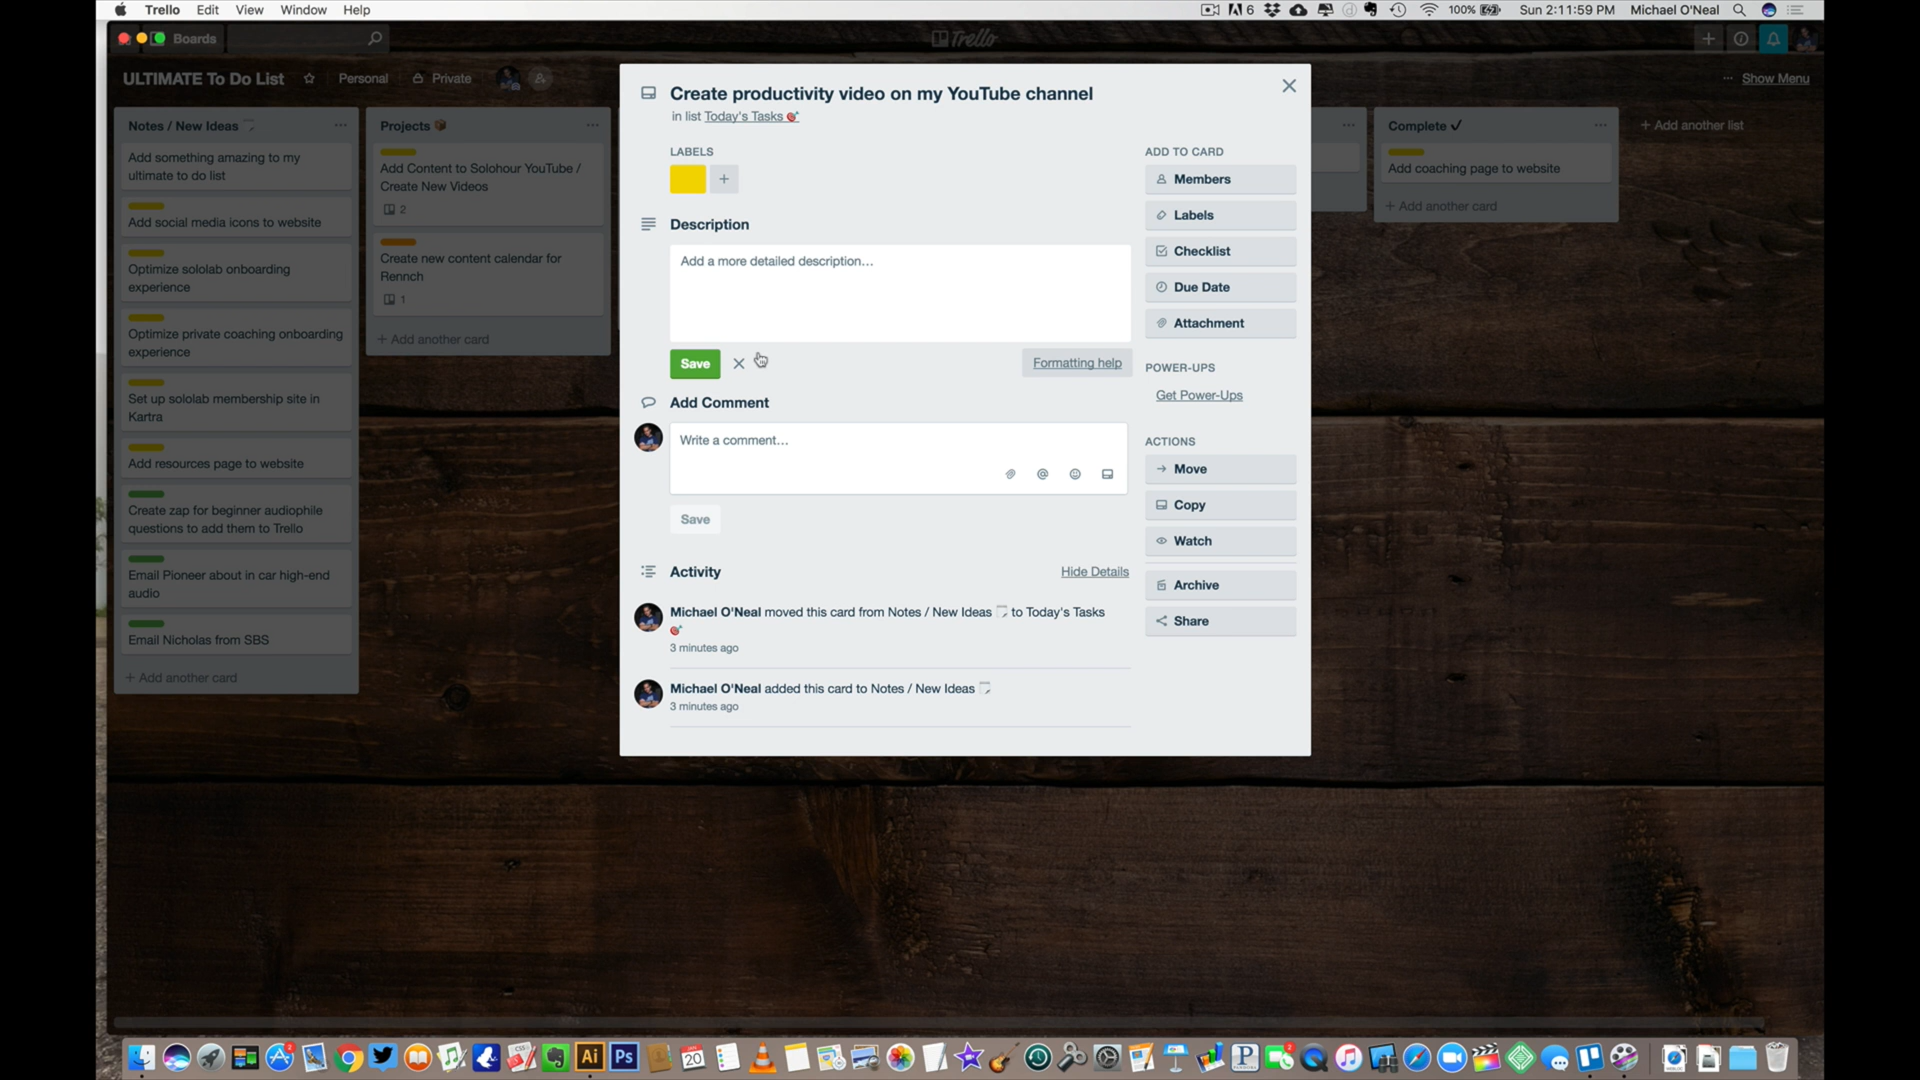 Trello Edit View Window Help
6 100% Sun 2:11:59 PM Michael O'Neal
Boards
Trello
ULTIMATE To Do List Personal Private
Show Menu
Notes / New Ideas
Add something amazing to my
ultimate to do list
Add social media icons to website
Optimize sololab onboarding
experience
Optimize private coaching onboarding
experience
Set up sololab membership site in
Kartra
Add resources page to website
Create zap for beginner audiophile
questions to add them to Trello
Email Pioneer about in car high-end
audio
Email Nicholas from SBS
+ Add another card
Projects
Add Content to Solohour YouTube /
Create New Videos
2
Create new content calendar for
Rennch
1
+ Add another card
Create productivity video on my YouTube channel
in list Today's Tasks
LABELS
+
Description
Add a more detailed description...
Save
Formatting help
Add Comment
Write a comment...
Save
Activity
Hide Details
Michael O'Neal moved this card from Notes / New Ideas to Today's Tasks
3 minutes ago
Michael O'Neal added this card to Notes / New Ideas
3 minutes ago
ADD TO CARD
Members
Labels
Checklist
Due Date
Attachment
POWER-UPS
Get Power-Ups
ACTIONS
Move
Copy
Watch
Archive
Share
Complete ✓
Add coaching page to website
+ Add another card
+ Add another list
Ai Ps
20